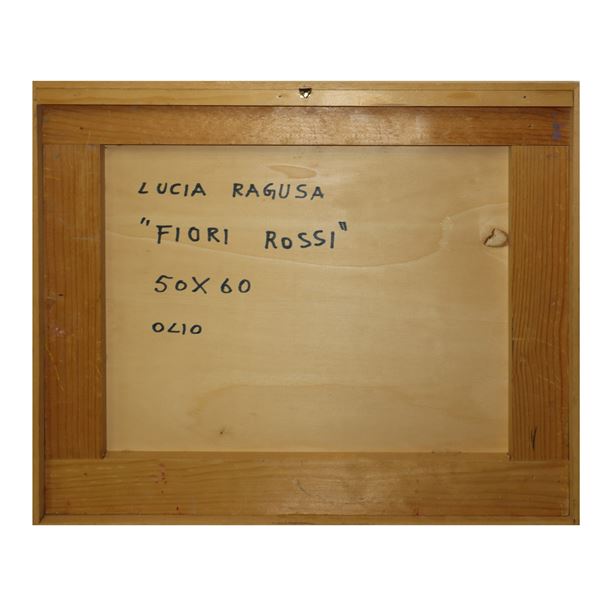 LUCIA RAGUSA
"FIORI ROSSI"
50X60
OLIO